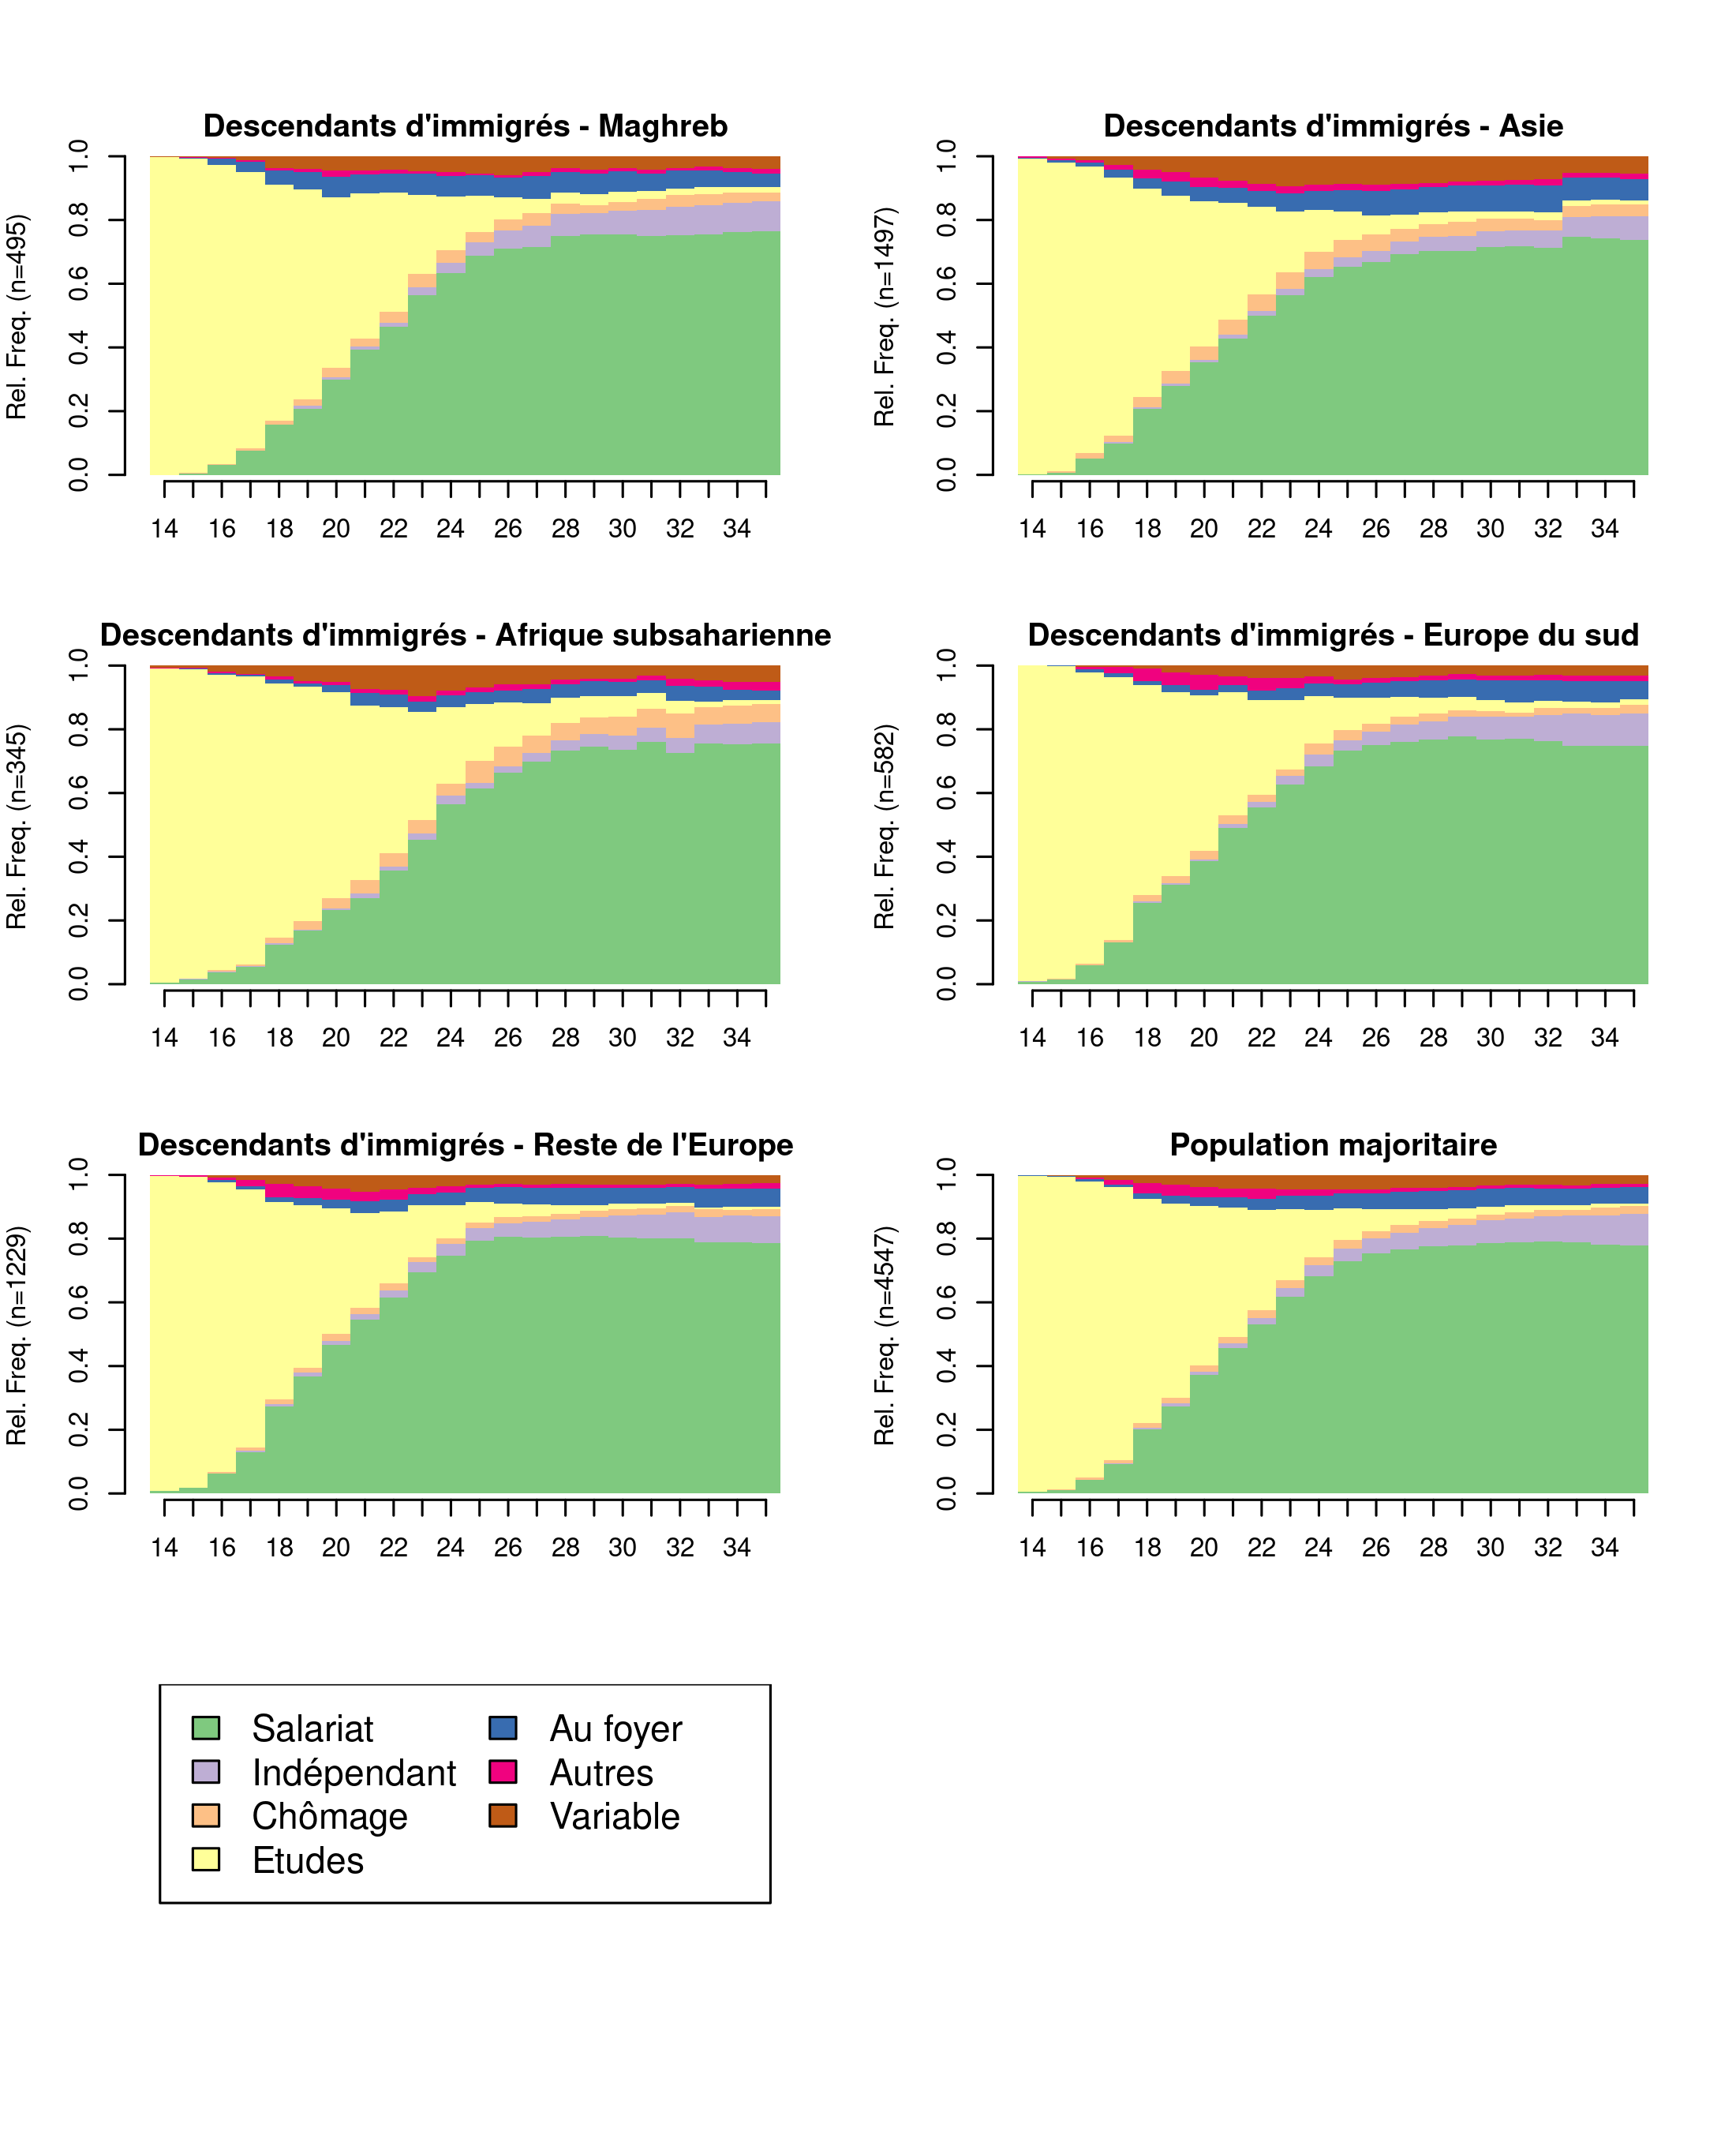 Descendants d'immigrés - Maghreb
Rel. Freq. (n=495)
0.0 0.2 0.4 0.6 0.8 1.0
14 16 18 20 22 24 26 28 30 32 34
Descendants d'immigrés - Asie
Rel. Freq. (n=1497)
0.0 0.2 0.4 0.6 0.8 1.0
14 16 18 20 22 24 26 28 30 32 34
Descendants d'immigrés - Afrique subsaharienne
Rel. Freq. (n=345)
0.0 0.2 0.4 0.6 0.8 1.0
14 16 18 20 22 24 26 28 30 32 34
Descendants d'immigrés - Europe du sud
Rel. Freq. (n=582)
0.0 0.2 0.4 0.6 0.8 1.0
14 16 18 20 22 24 26 28 30 32 34
Descendants d'immigrés - Reste de l'Europe
Rel. Freq. (n=1229)
0.0 0.2 0.4 0.6 0.8 1.0
14 16 18 20 22 24 26 28 30 32 34
Population majoritaire
Rel. Freq. (n=4547)
0.0 0.2 0.4 0.6 0.8 1.0
14 16 18 20 22 24 26 28 30 32 34
Salariat
Indépendant
Chômage
Etudes
Au foyer
Autres
Variable